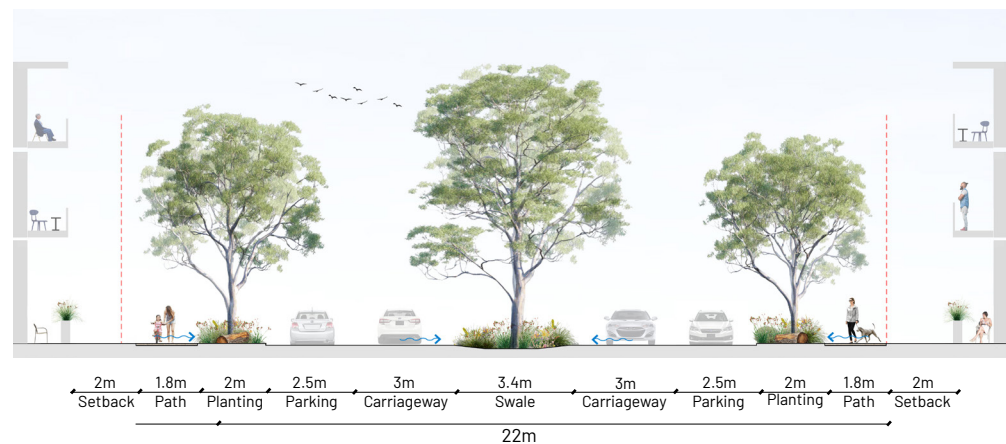 2m 1.8m 2m 2.5m 3m 3.4m 3m 2.5m 2m 1.8m 2m
Setback Path Planting Parking Carriageway Swale Carriageway Parking Planting Path Setback
22m